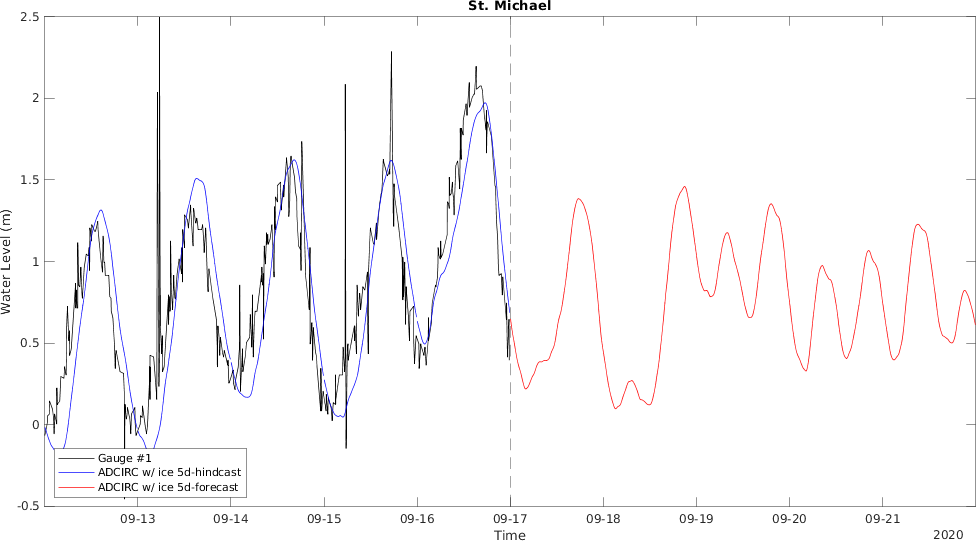 St. Michael
2.5
2
1.5
1
0.5
0
-0.5
Water Level (m)
Gauge #1
ADCIRC w/ ice 5d-hindcast
ADCIRC w/ ice 5d-forecast
09-13 09-14 09-15 09-16 09-17 09-18 09-19 09-20 09-21
Time
2020